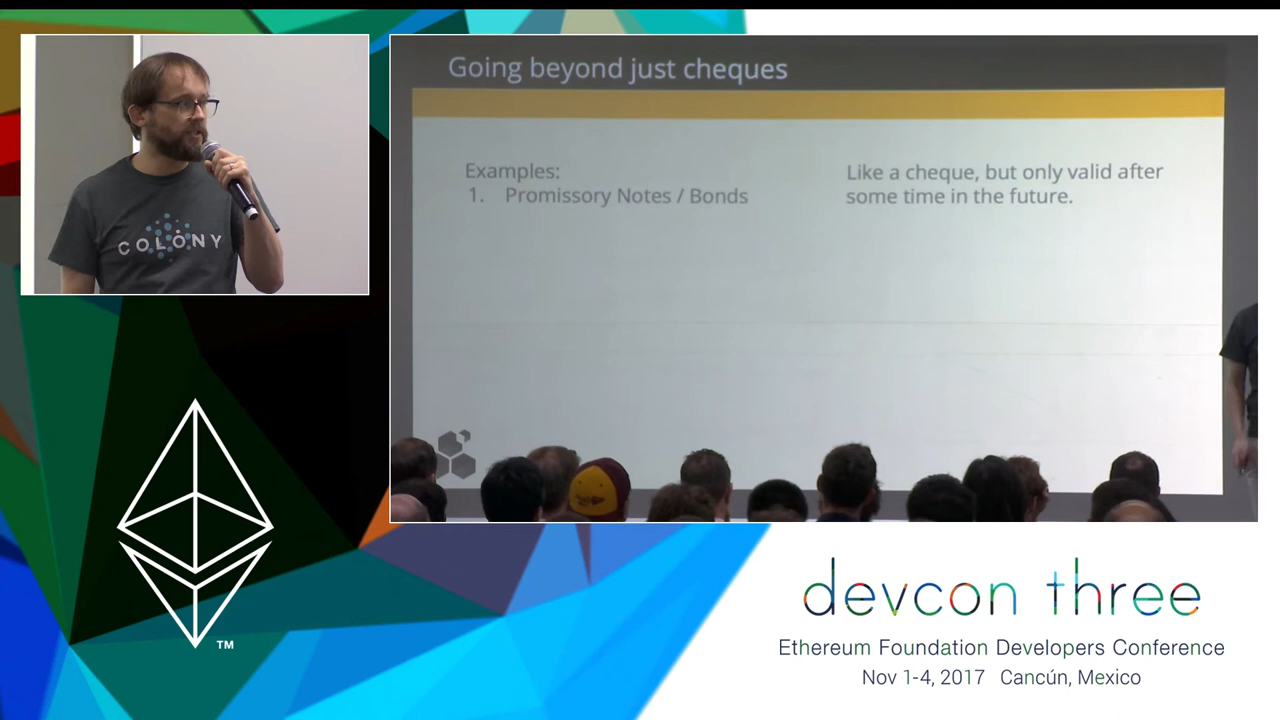 COLONY
Going beyond just cheques
Examples:
1. Promissory Notes / Bonds
Like a cheque, but only valid after
some time in the future.
TM
devcon three
Ethereum Foundation Developers Conference
Nov 1-4, 2017 Cancún, Mexico